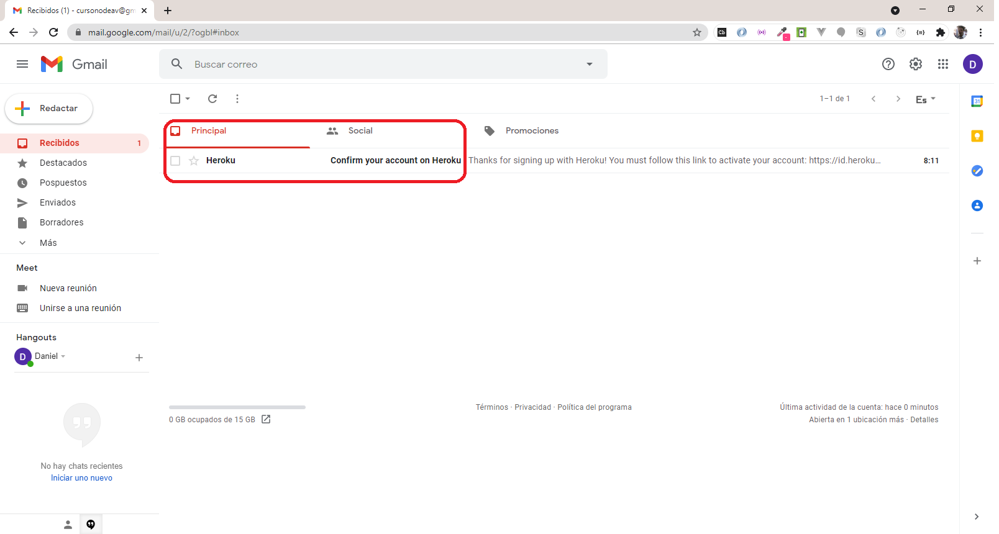 Recibidos (1) - cursonodeav@gm
mail.google.com/mail/u/2/?ogbl#inbox
Cb
S
Gmail
Buscar correo
D
Redactar
1–1 de 1
Es
31
Principal
Social
Promociones
Recibidos 1
Heroku Confirm your account on Heroku Thanks for signing up with Heroku! You must follow this link to activate your account: https://id.heroku... 8:11
Destacados
Pospuestos
Enviados
Borradores
Más
Meet
Nueva reunión
Unirse a una reunión
Hangouts
D Daniel
0 GB ocupados de 15 GB
Términos · Privacidad · Política del programa
Última actividad de la cuenta: hace 0 minutos
Abierta en 1 ubicación más · Detalles
No hay chats recientes
Iniciar uno nuevo